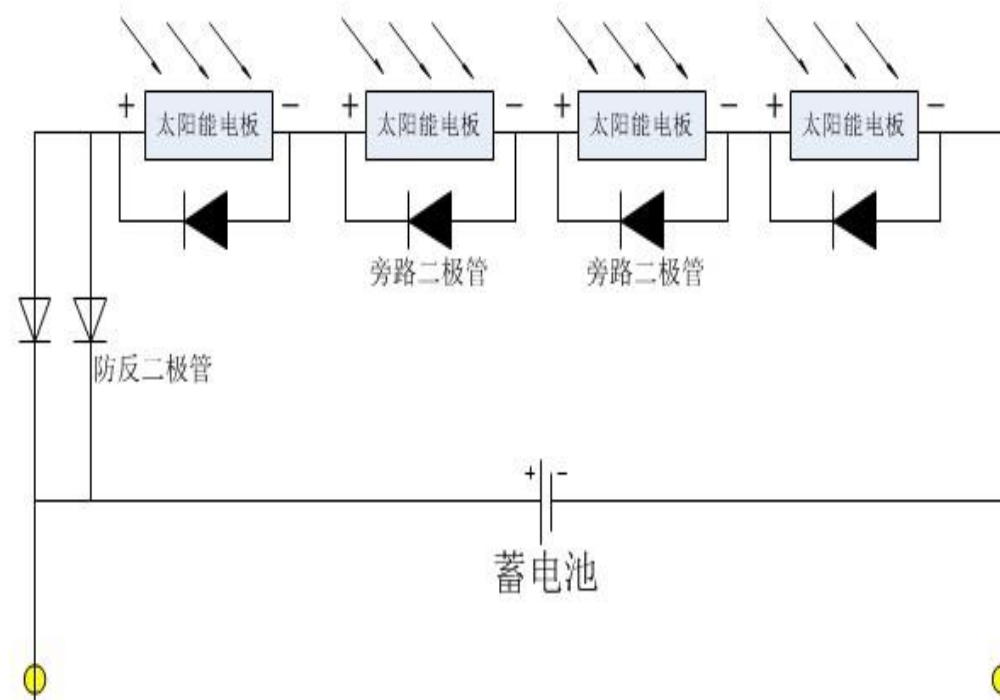 + 太阳能电板 − + 太阳能电板 − + 太阳能电板 − + 太阳能电板 −
旁路二极管 旁路二极管
防反二极管
+ −
蓄电池